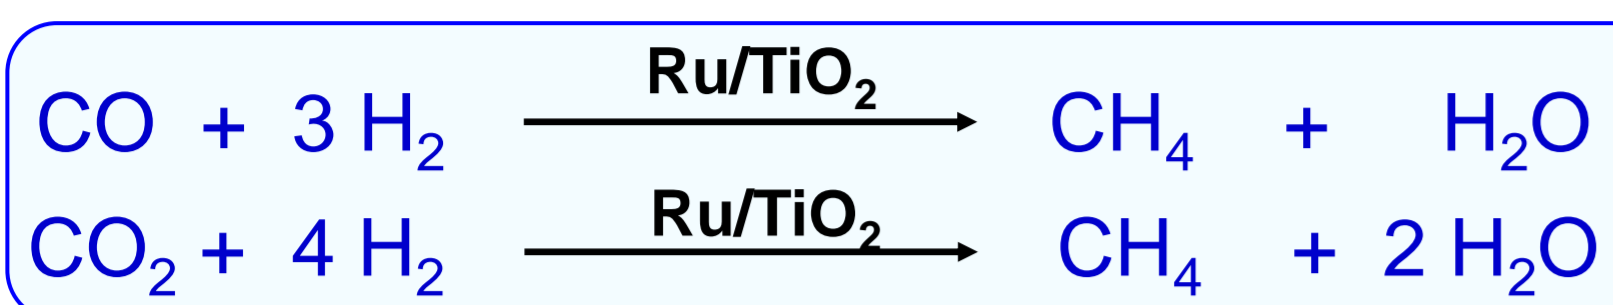 Ru/TiO₂
CO + 3 H₂ CH₄ + H₂O
Ru/TiO₂
CO₂ + 4 H₂ CH₄ + 2 H₂O